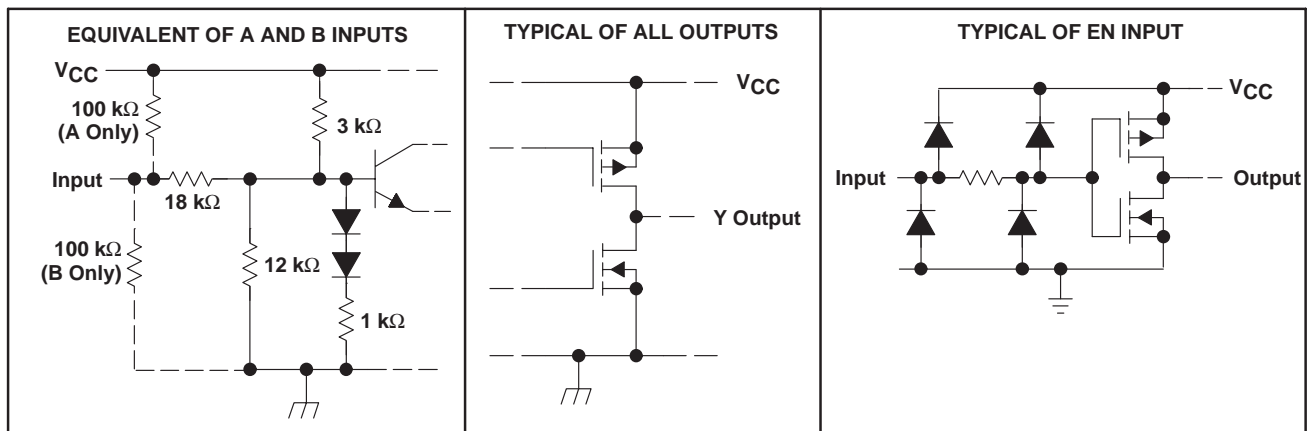 EQUIVALENT OF A AND B INPUTS
VCC
100 kΩ
(A Only)
3 kΩ
Input
18 kΩ
100 kΩ
(B Only)
12 kΩ
1 kΩ
TYPICAL OF ALL OUTPUTS
VCC
Y Output
TYPICAL OF EN INPUT
VCC
Input
Output